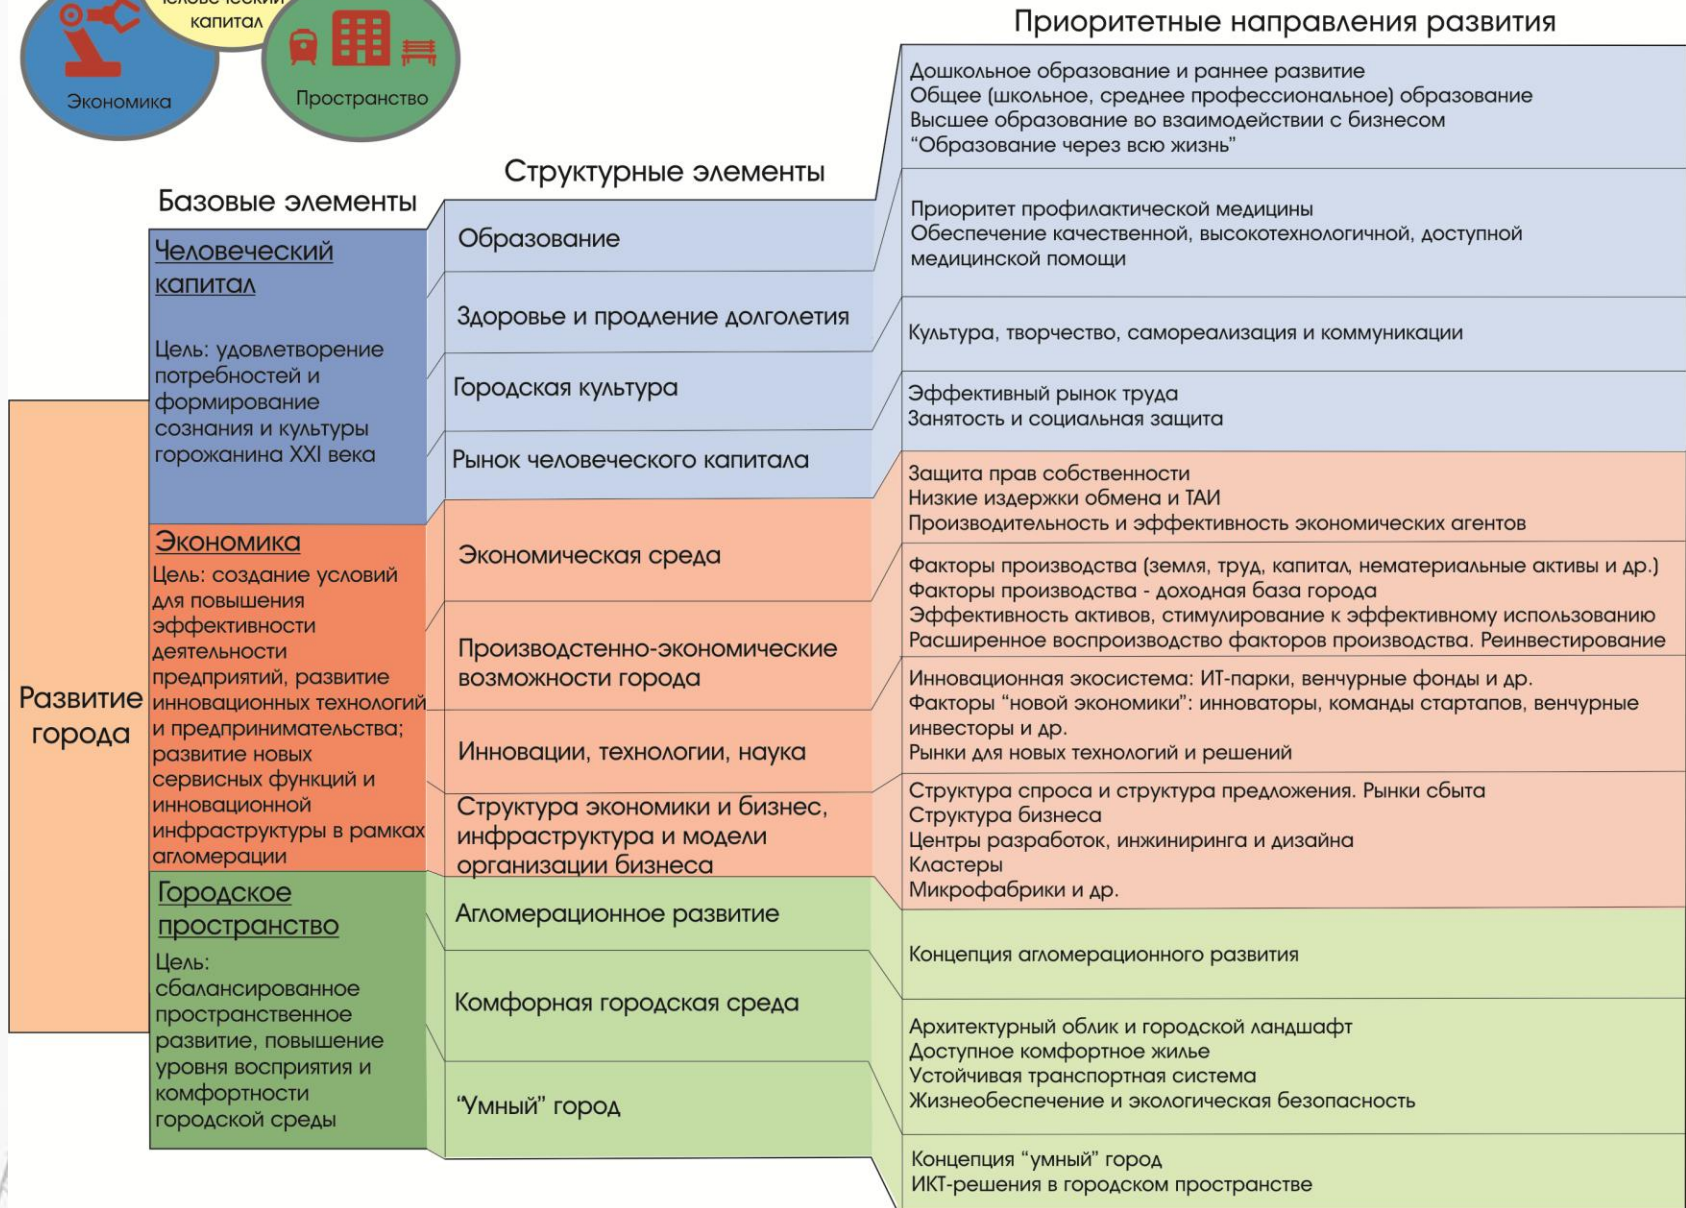 Человеческий
капитал
Экономика
Пространство
Приоритетные направления развития
Структурные элементы
Базовые элементы
Развитие
города
Человеческий
капитал
Цель: удовлетворение
потребностей и
формирование
сознания и культуры
горожанина XXI века
Экономика
Цель: создание условий
для повышения
эффективности
деятельности
предприятий, развитие
инновационных технологий
и предпринимательства;
развитие новых
сервисных функций и
инновационной
инфраструктуры в рамках
агломерации
Городское
пространство
Цель:
сбалансированное
пространственное
развитие, повышение
уровня восприятия и
комфортности
городской среды
Образование
Здоровье и продление долголетия
Городская культура
Рынок человеческого капитала
Экономическая среда
Производстенно-экономические
возможности города
Инновации, технологии, наука
Структура экономики и бизнес,
инфраструктура и модели
организации бизнеса
Агломерационное развитие
Комфорная городская среда
“Умный” город
Дошкольное образование и раннее развитие
Общее (школьное, среднее профессиональное) образование
Высшее образование во взаимодействии с бизнесом
“Образование через всю жизнь”
Приоритет профилактической медицины
Обеспечение качественной, высокотехнологичной, доступной
медицинской помощи
Культура, творчество, самореализация и коммуникации
Эффективный рынок труда
Занятость и социальная защита
Защита прав собственности
Низкие издержки обмена и ТАИ
Производительность и эффективность экономических агентов
Факторы производства (земля, труд, капитал, нематериальные активы и др.)
Факторы производства - доходная база города
Эффективность активов, стимулирование к эффективному использованию
Расширенное воспроизводство факторов производства. Реинвестирование
Инновационная экосистема: ИТ-парки, венчурные фонды и др.
Факторы “новой экономики”: инноваторы, команды стартапов, венчурные
инвесторы и др.
Рынки для новых технологий и решений
Структура спроса и структура предложения. Рынки сбыта
Структура бизнеса
Центры разработок, инжиниринга и дизайна
Кластеры
Микрофабрики и др.
Концепция агломерационного развития
Архитектурный облик и городской ландшафт
Доступное комфортное жилье
Устойчивая транспортная система
Жизнеобеспечение и экологическая безопасность
Концепция “умный” город
ИКТ-решения в городском пространстве